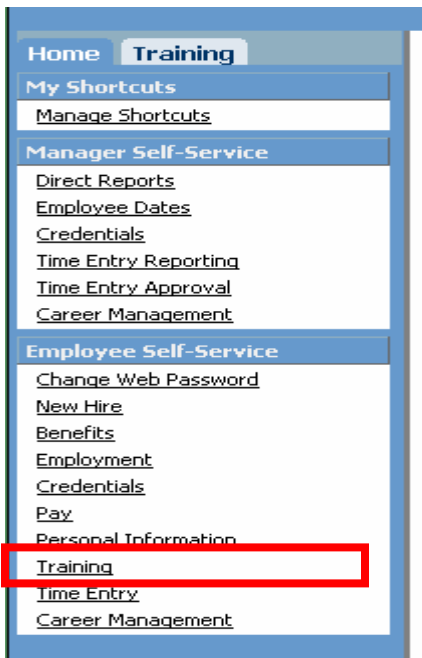 Home Training
My Shortcuts
Manage Shortcuts
Manager Self-Service
Direct Reports
Employee Dates
Credentials
Time Entry Reporting
Time Entry Approval
Career Management
Employee Self-Service
Change Web Password
New Hire
Benefits
Employment
Credentials
Pay
Personal Information
Training
Time Entry
Career Management